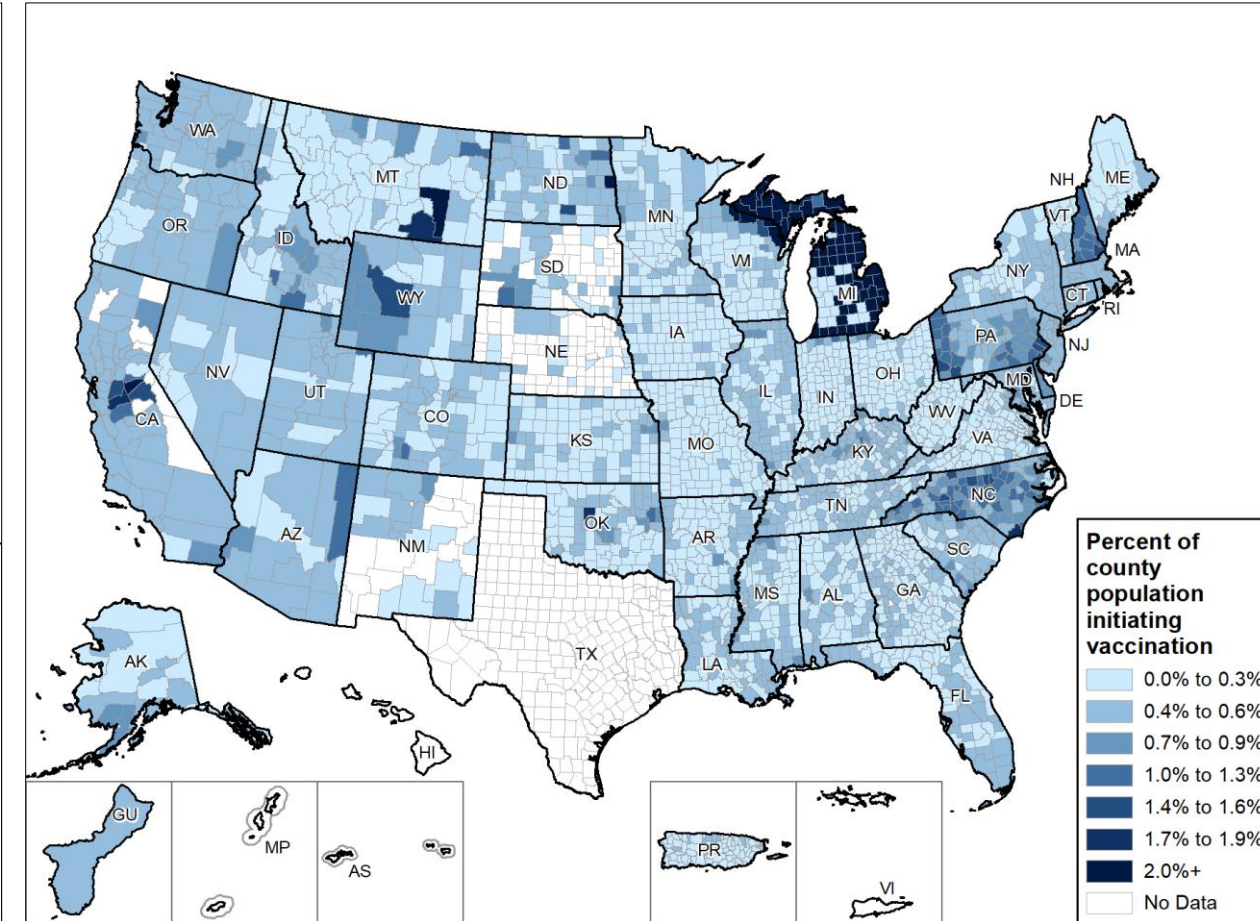 WA
MT
ND
MN
OR
ID
WY
SD
WI
MI
NH
VT
ME
MA
NY
CT
RI
NJ
PA
MD
DE
NE
IA
IL
IN
OH
WV
VA
NV
UT
CO
KS
MO
KY
CA
AZ
NM
OK
AR
TN
NC
SC
MS
AL
GA
TX
LA
FL
AK
HI
GU
MP
AS
PR
VI
Percent of
county
population
initiating
vaccination
0.0% to 0.3%
0.4% to 0.6%
0.7% to 0.9%
1.0% to 1.3%
1.4% to 1.6%
1.7% to 1.9%
2.0%+
No Data